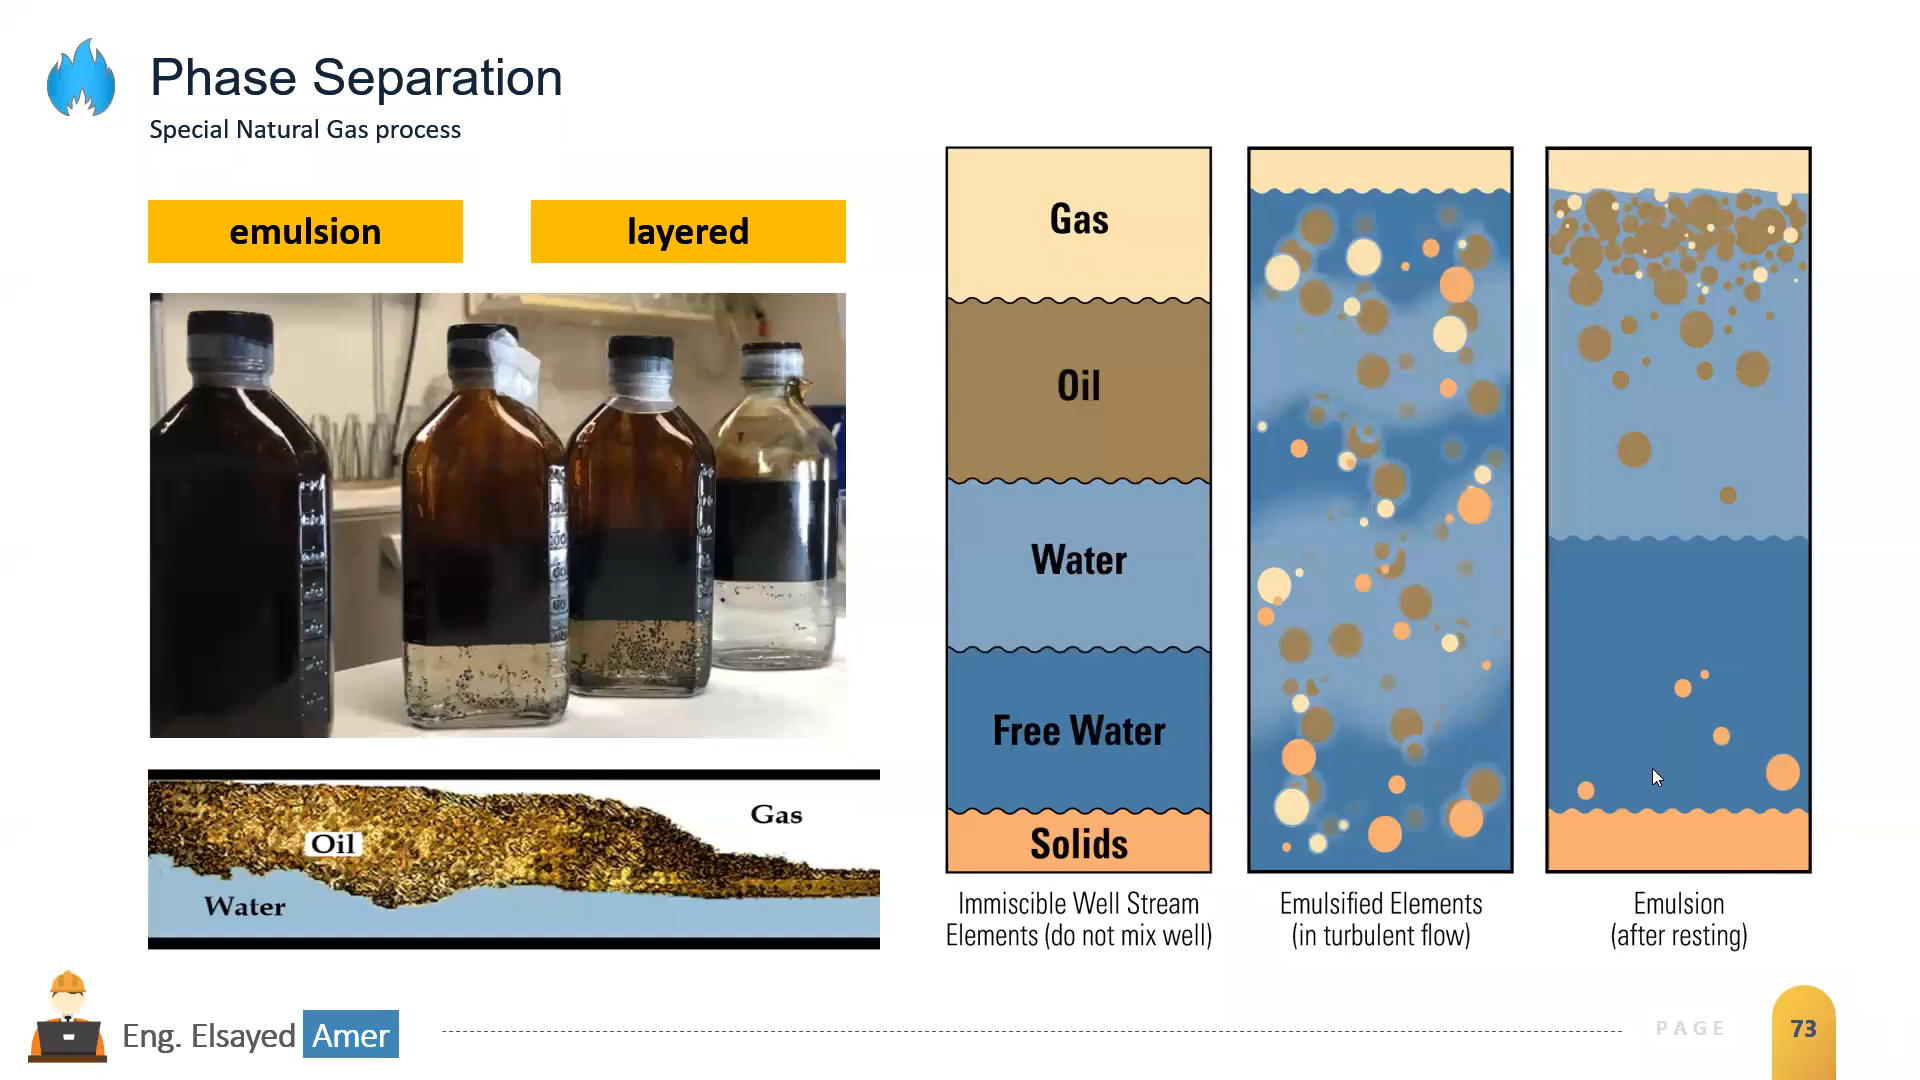 Phase Separation
Special Natural Gas process
emulsion
layered
Gas
Oil
Water
Gas
Oil
Water
Free Water
Solids
Immiscible Well Stream
Elements (do not mix well)
Emulsified Elements
(in turbulent flow)
Emulsion
(after resting)
Eng. Elsayed Amer
PAGE
73